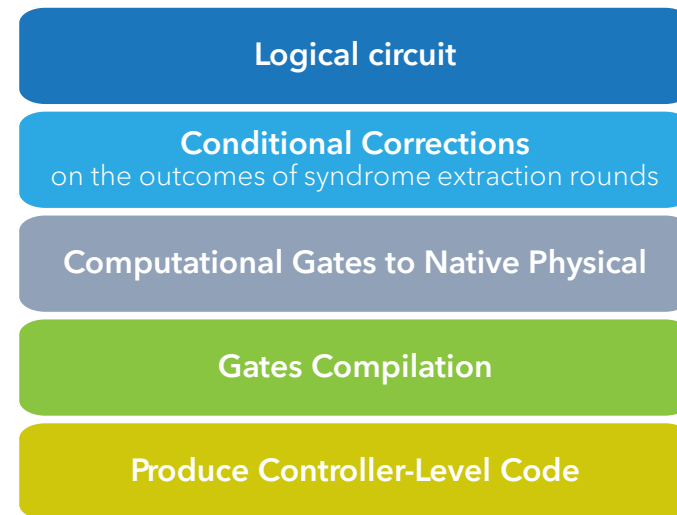 Logical circuit
Conditional Corrections
on the outcomes of syndrome extraction rounds
Computational Gates to Native Physical
Gates Compilation
Produce Controller-Level Code